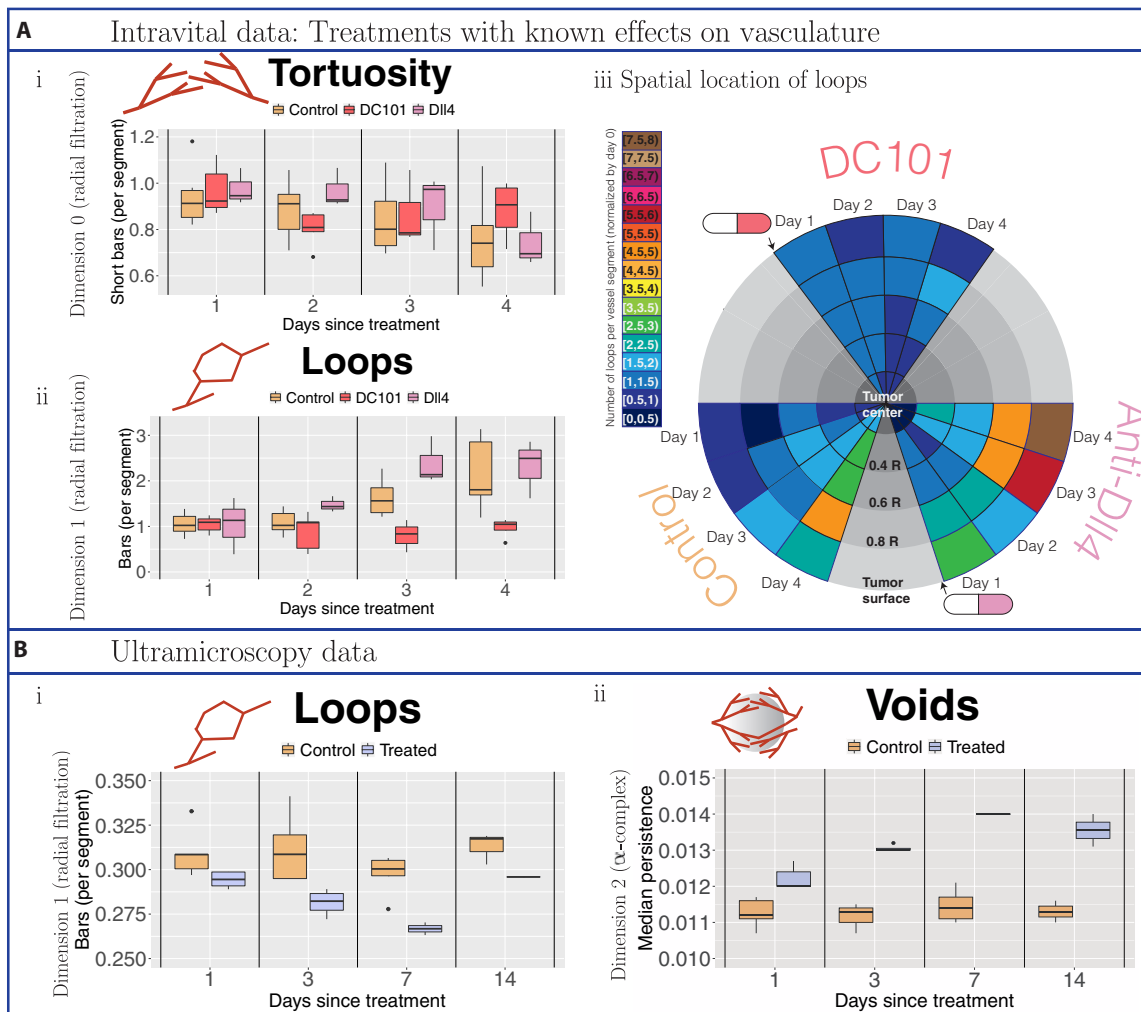 A Intravital data: Treatments with known effects on vasculature
i
Tortuosity
Control DC101 Dll4
Dimension 0 (radial filtration)
Short bars (per segment)
1.2
1.0
0.8
0.6
1 2 3 4
Days since treatment
ii
Loops
Control DC101 Dll4
Dimension 1 (radial filtration)
Bars (per segment)
3
2
1
0
1 2 3 4
Days since treatment
iii Spatial location of loops
Number of loops per vessel segment (normalized by day 0)
[7.5,8)
[7,7.5)
[6.5,7)
[6,6.5)
[5.5,6)
[5,5.5)
[4.5,5)
[4,4.5)
[3.5,4)
[3,3.5)
[2.5,3)
[2,2.5)
[1.5,2)
[1,1.5)
[0.5,1)
[0,0.5)
DC101
Day 1
Day 2
Day 3
Day 4
Tumor
center
0.4 R
0.6 R
0.8 R
Tumor
surface
Control
Day 1
Day 2
Day 3
Day 4
Anti-Dll4
Day 4
Day 3
Day 2
Day 1
B Ultramicroscopy data
i
Loops
Control Treated
Dimension 1 (radial filtration)
Bars (per segment)
0.350
0.325
0.300
0.275
0.250
1 3 7 14
Days since treatment
ii
Voids
Control Treated
Dimension 2 (α-complex)
Median persistence
0.015
0.014
0.013
0.012
0.011
0.010
1 3 7 14
Days since treatment